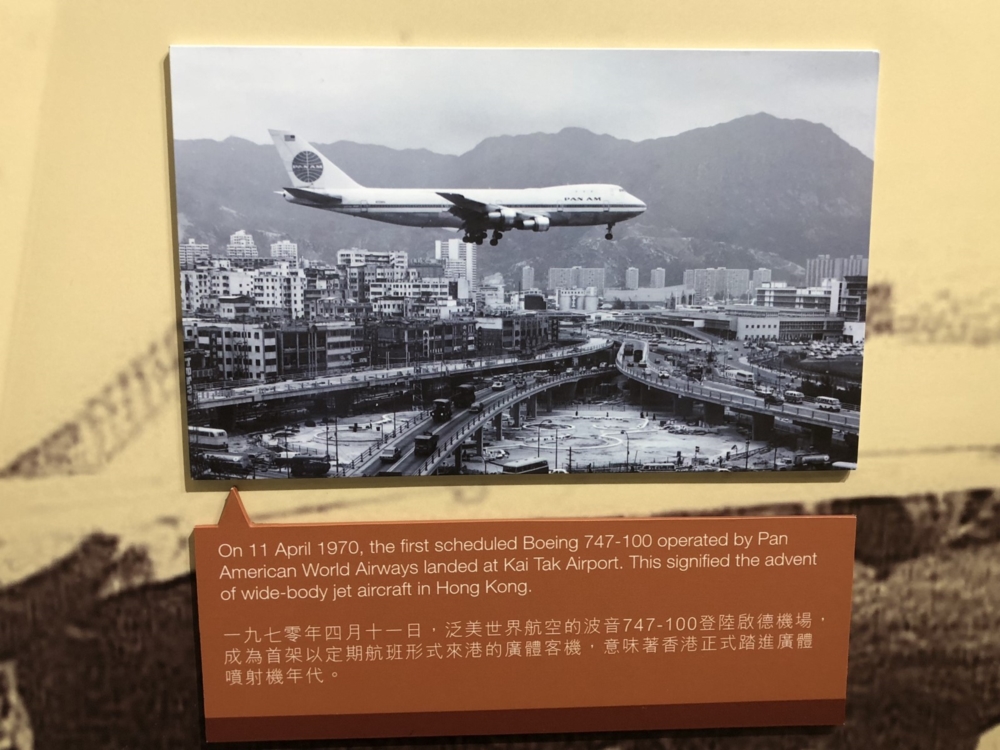 PAN AM
PAN AM
On 11 April 1970, the first scheduled Boeing 747-100 operated by Pan
American World Airways landed at Kai Tak Airport. This signified the advent
of wide-body jet aircraft in Hong Kong.
一九七零年四月十一日，泛美世界航空的波音747-100登陸啟德機場，
成為首架以定期航班形式來港的廣體客機，意味著香港正式踏進廣體
噴射機年代。